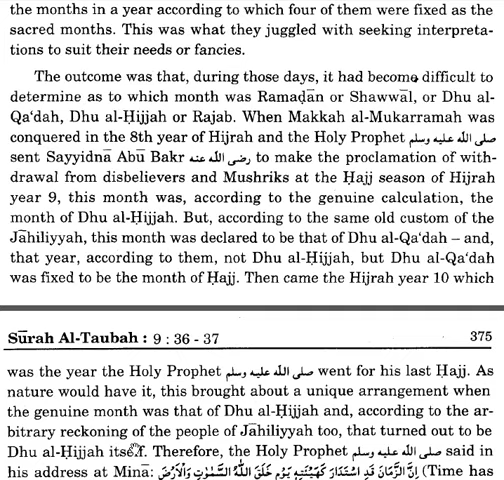 the months in a year according to which four of them were fixed as the
sacred months. This was what they juggled with seeking interpreta-
tions to suit their needs or fancies.
The outcome was that, during those days, it had become difficult to
determine as to which month was Ramaḍān or Shawwāl, or Dhu al-
Qa‘dah, Dhu al-Ḥijjah or Rajab. When Makkah al-Mukarramah was
conquered in the 8th year of Hijrah and the Holy Prophet صلى الله عليه وسلم
sent Sayyidnā Abū Bakr رضى الله عنه to make the proclamation of with-
drawal from disbelievers and Mushriks at the Ḥajj season of Hijrah
year 9, this month was, according to the genuine calculation, the
month of Dhu al-Ḥijjah. But, according to the same old custom of the
Jāhiliyyah, this month was declared to be that of Dhu al-Qa‘dah – and,
that year, according to them, not Dhu al-Ḥijjah, but Dhu al-Qa‘dah
was fixed to be the month of Ḥajj. Then came the Hijrah year 10 which
Sūrah Al-Taubah : 9 : 36 - 37 375
was the year the Holy Prophet صلى الله عليه وسلم went for his last Ḥajj. As
nature would have it, this brought about a unique arrangement when
the genuine month was that of Dhu al-Ḥijjah and, according to the ar-
bitrary reckoning of the people of Jāhiliyyah too, that turned out to be
Dhu al-Ḥijjah itself. Therefore, the Holy Prophet صلى الله عليه وسلم said in
his address at Minā: إِنَّ الزَّمَانَ قَدِ اسْتَدَارَ كَهَيْئَتِهِ يَوْمَ خَلَقَ اللَّهُ السَّمٰوٰتِ وَالْأَرْضَ (Time has